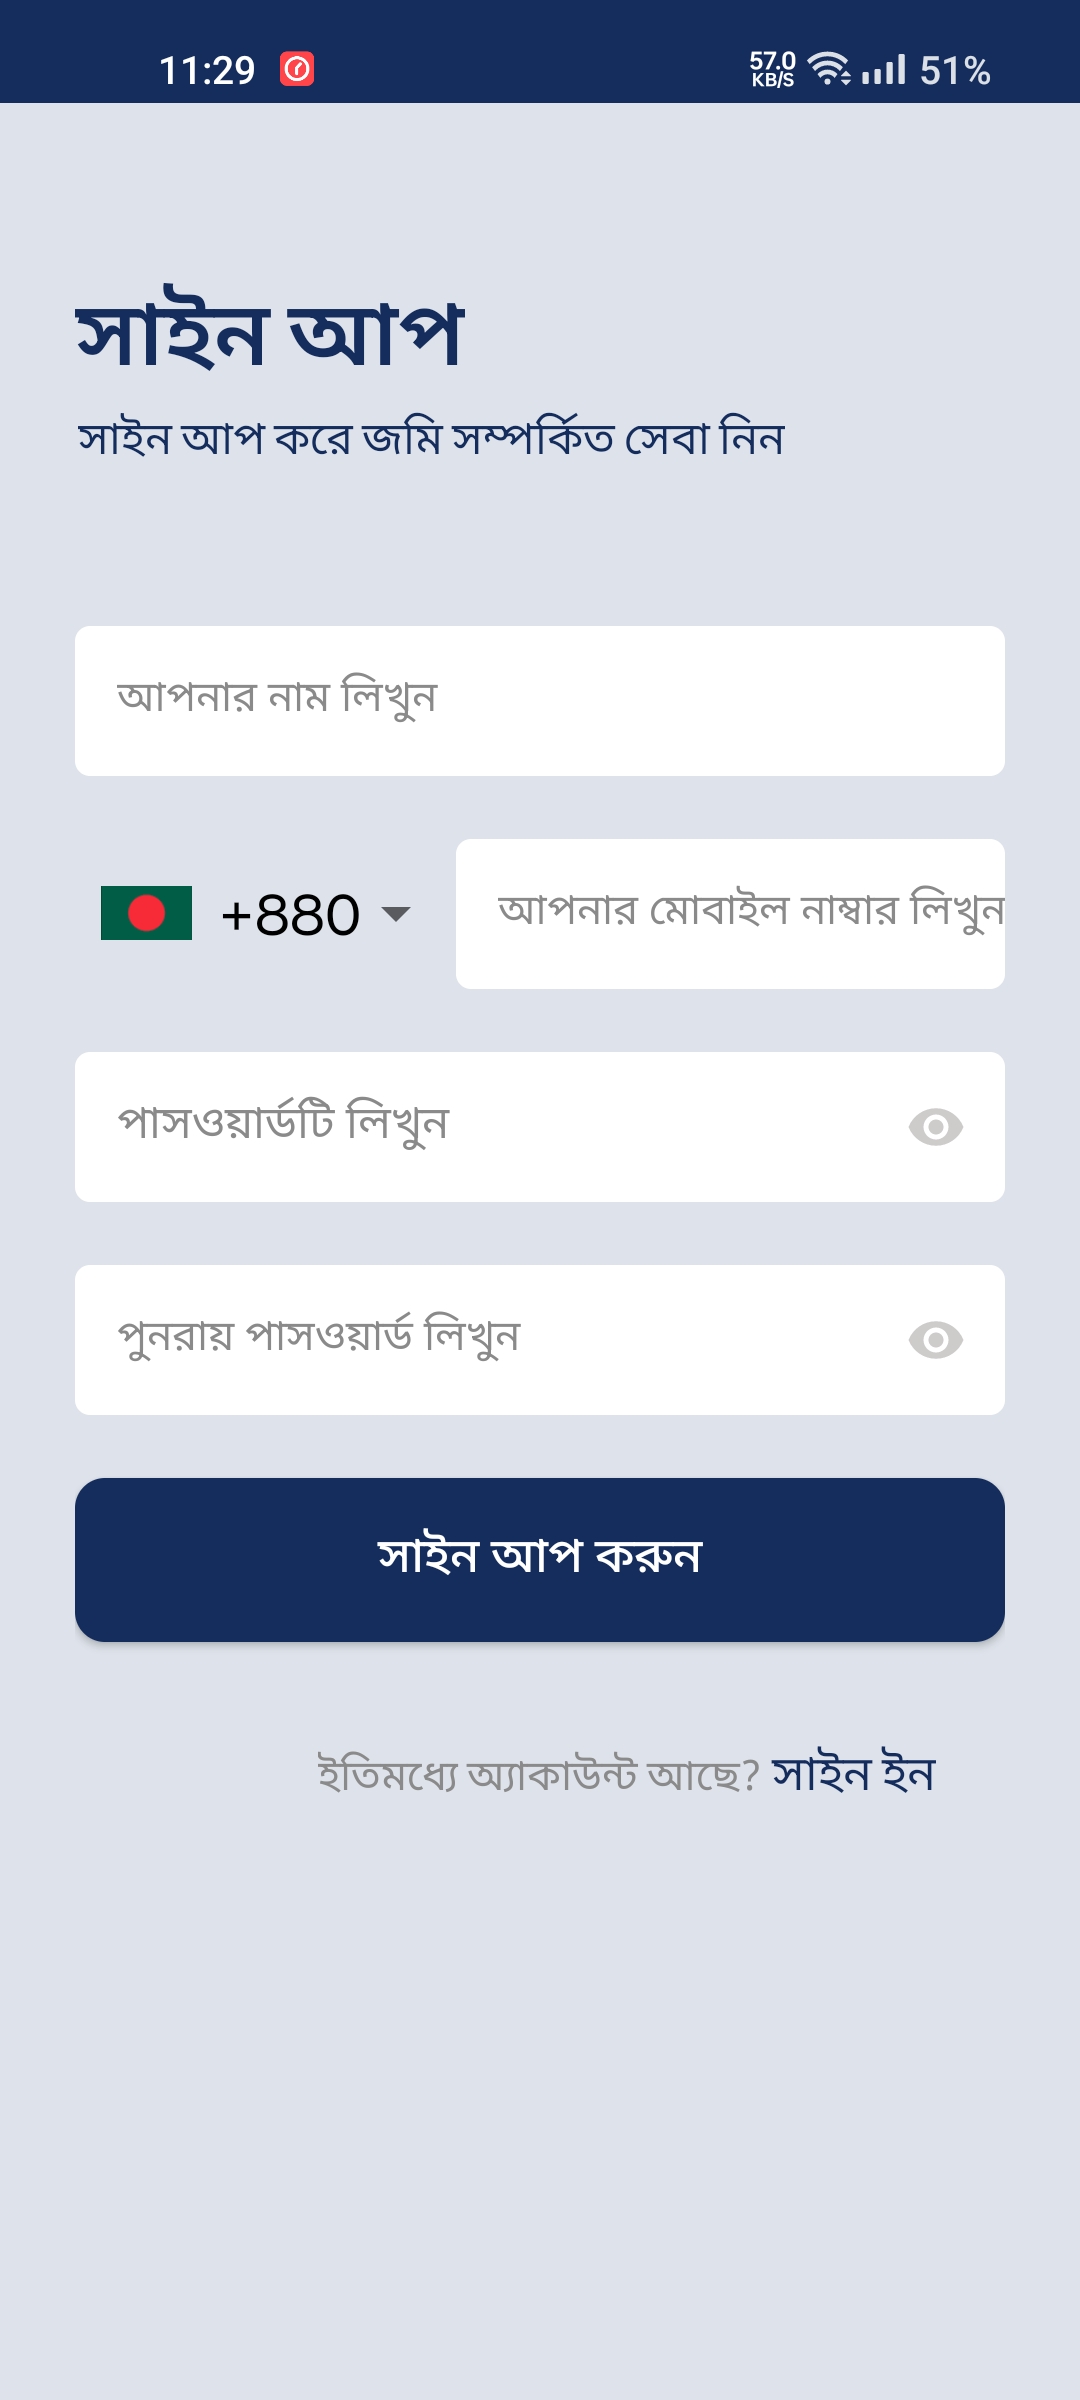 11:29
57.0 KB/S
51%
সাইন আপ
সাইন আপ করে জমি সম্পর্কিত সেবা নিন
আপনার নাম লিখুন
+880
আপনার মোবাইল নাম্বার লিখুন
পাসওয়ার্ডটি লিখুন
পুনরায় পাসওয়ার্ড লিখুন
সাইন আপ করুন
ইতিমধ্যে অ্যাকাউন্ট আছে? সাইন ইন